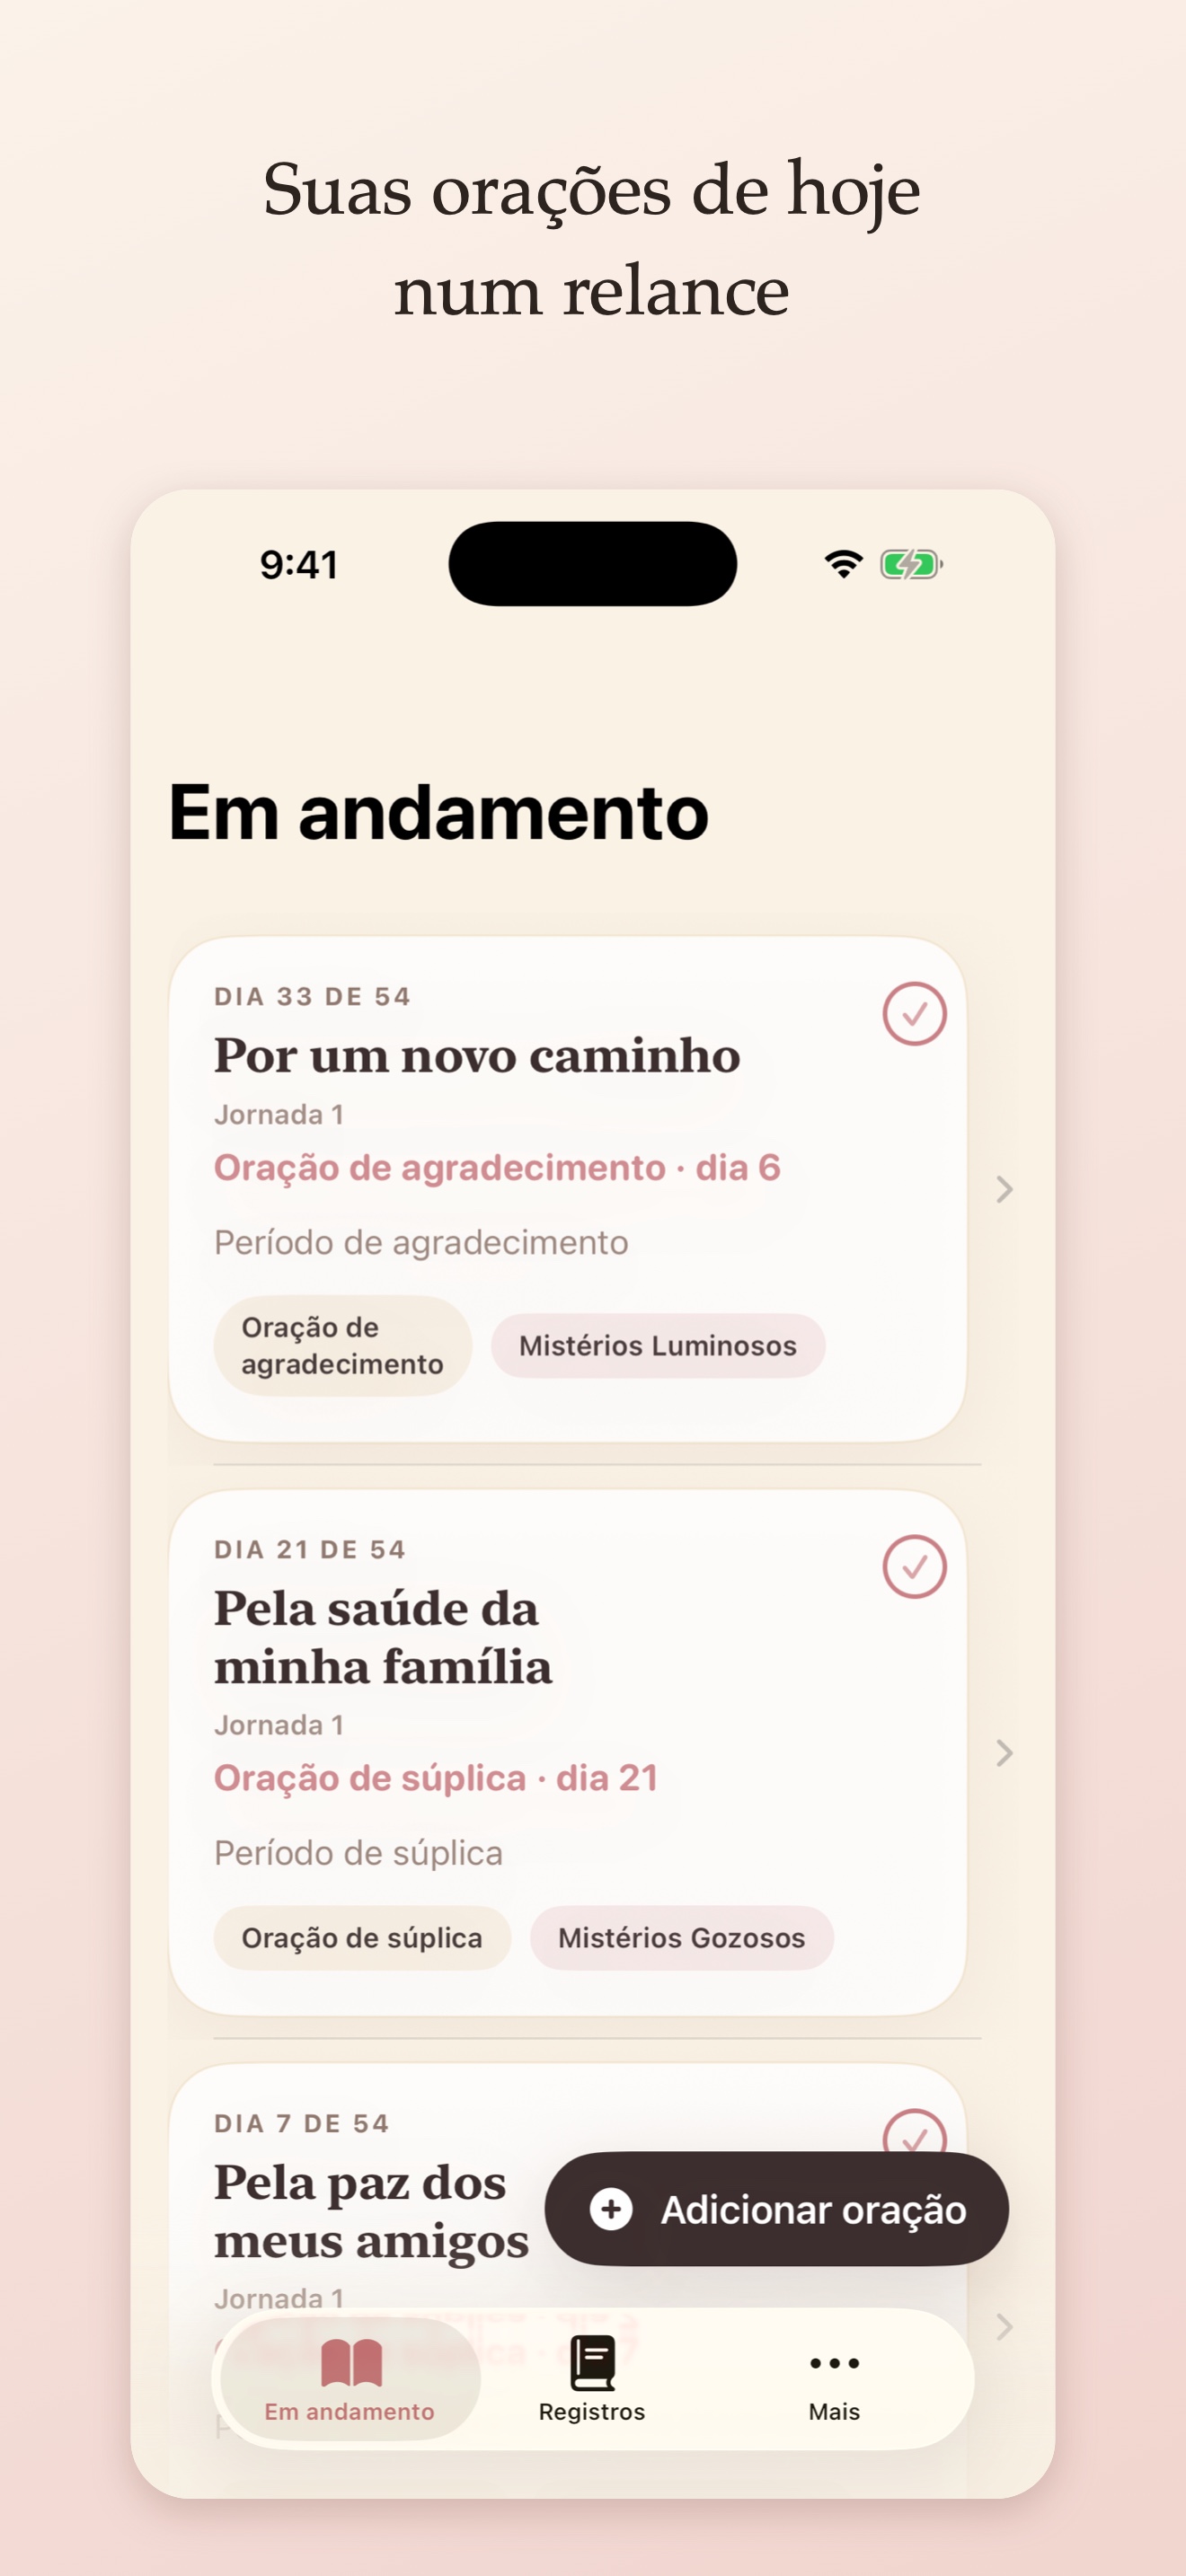 Suas orações de hoje
num relance
9:41
Em andamento
DIA 33 DE 54
Por um novo caminho
Jornada 1
Oração de agradecimento · dia 6
Período de agradecimento
Oração de
agradecimento
Mistérios Luminosos
DIA 21 DE 54
Pela saúde da
minha família
Jornada 1
Oração de súplica · dia 21
Período de súplica
Oração de súplica
Mistérios Gozosos
DIA 7 DE 54
Pela paz dos
meus amigos
Adicionar oração
Jornada 1
Em andamento
Registros
Mais